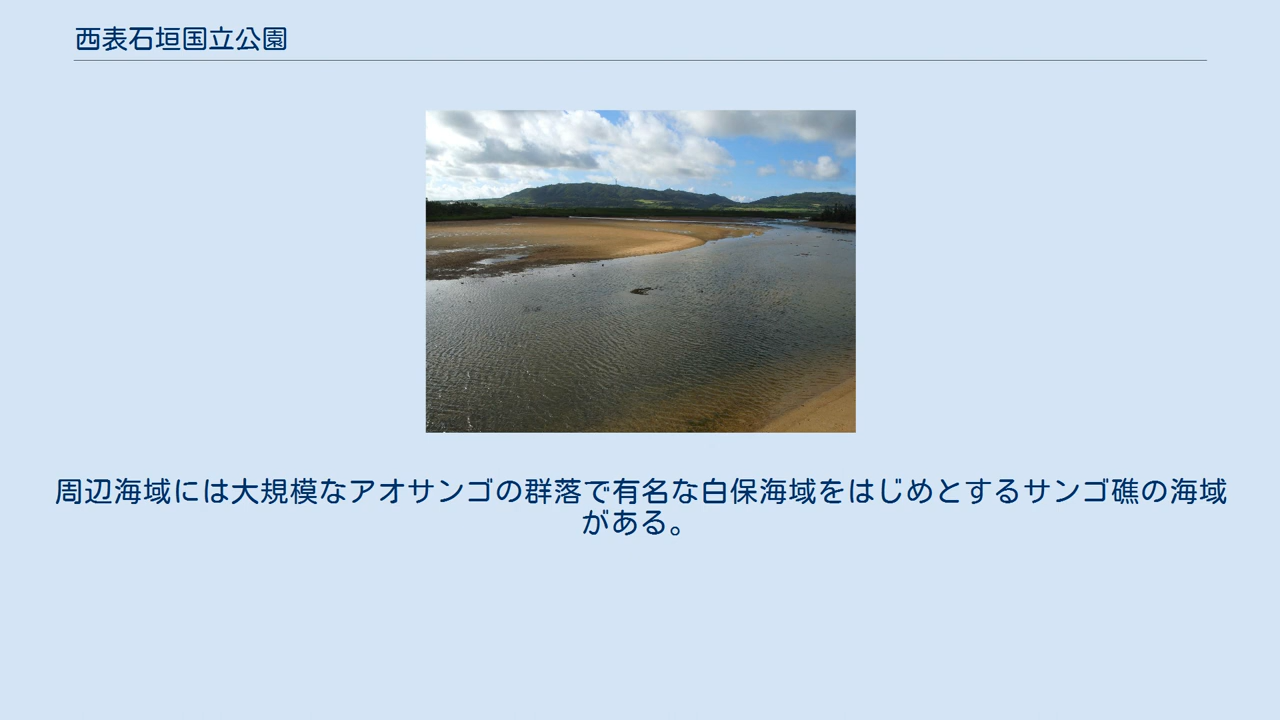 西表石垣国立公園
周辺海域には大規模なアオサンゴの群落で有名な白保海域をはじめとするサンゴ礁の海域
がある。